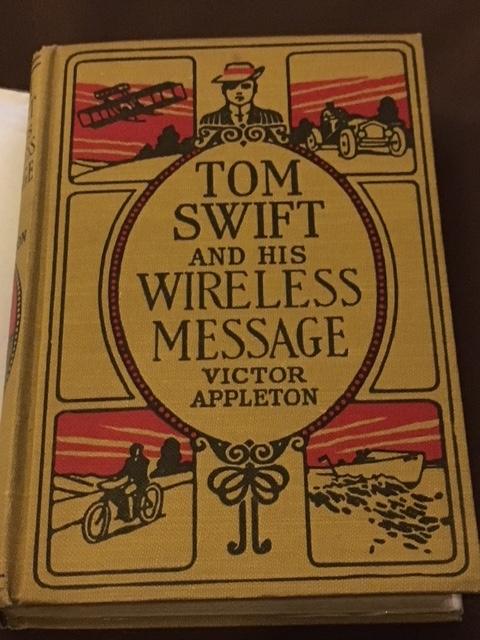 TOM
SWIFT
AND HIS
WIRELESS
MESSAGE
VICTOR
APPLETON